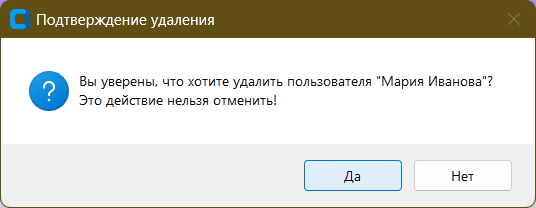 Подтверждение удаления
Вы уверены, что хотите удалить пользователя "Мария Иванова"?
Это действие нельзя отменить!
Да
Нет